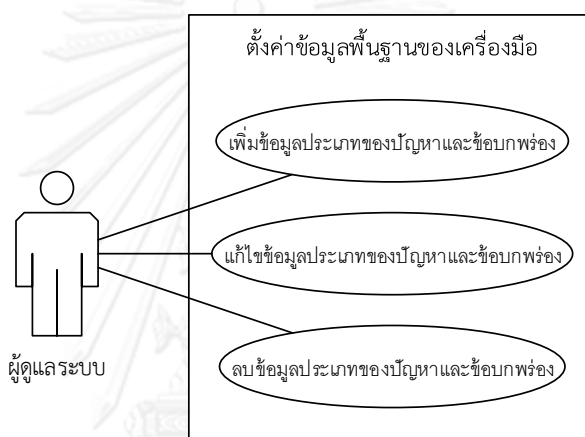 ตั้งค่าข้อมูลพื้นฐานของเครื่องมือ
เพิ่มข้อมูลประเภทของปัญหาและข้อบกพร่อง
แก้ไขข้อมูลประเภทของปัญหาและข้อบกพร่อง
ลบข้อมูลประเภทของปัญหาและข้อบกพร่อง
ผู้ดูแลระบบ